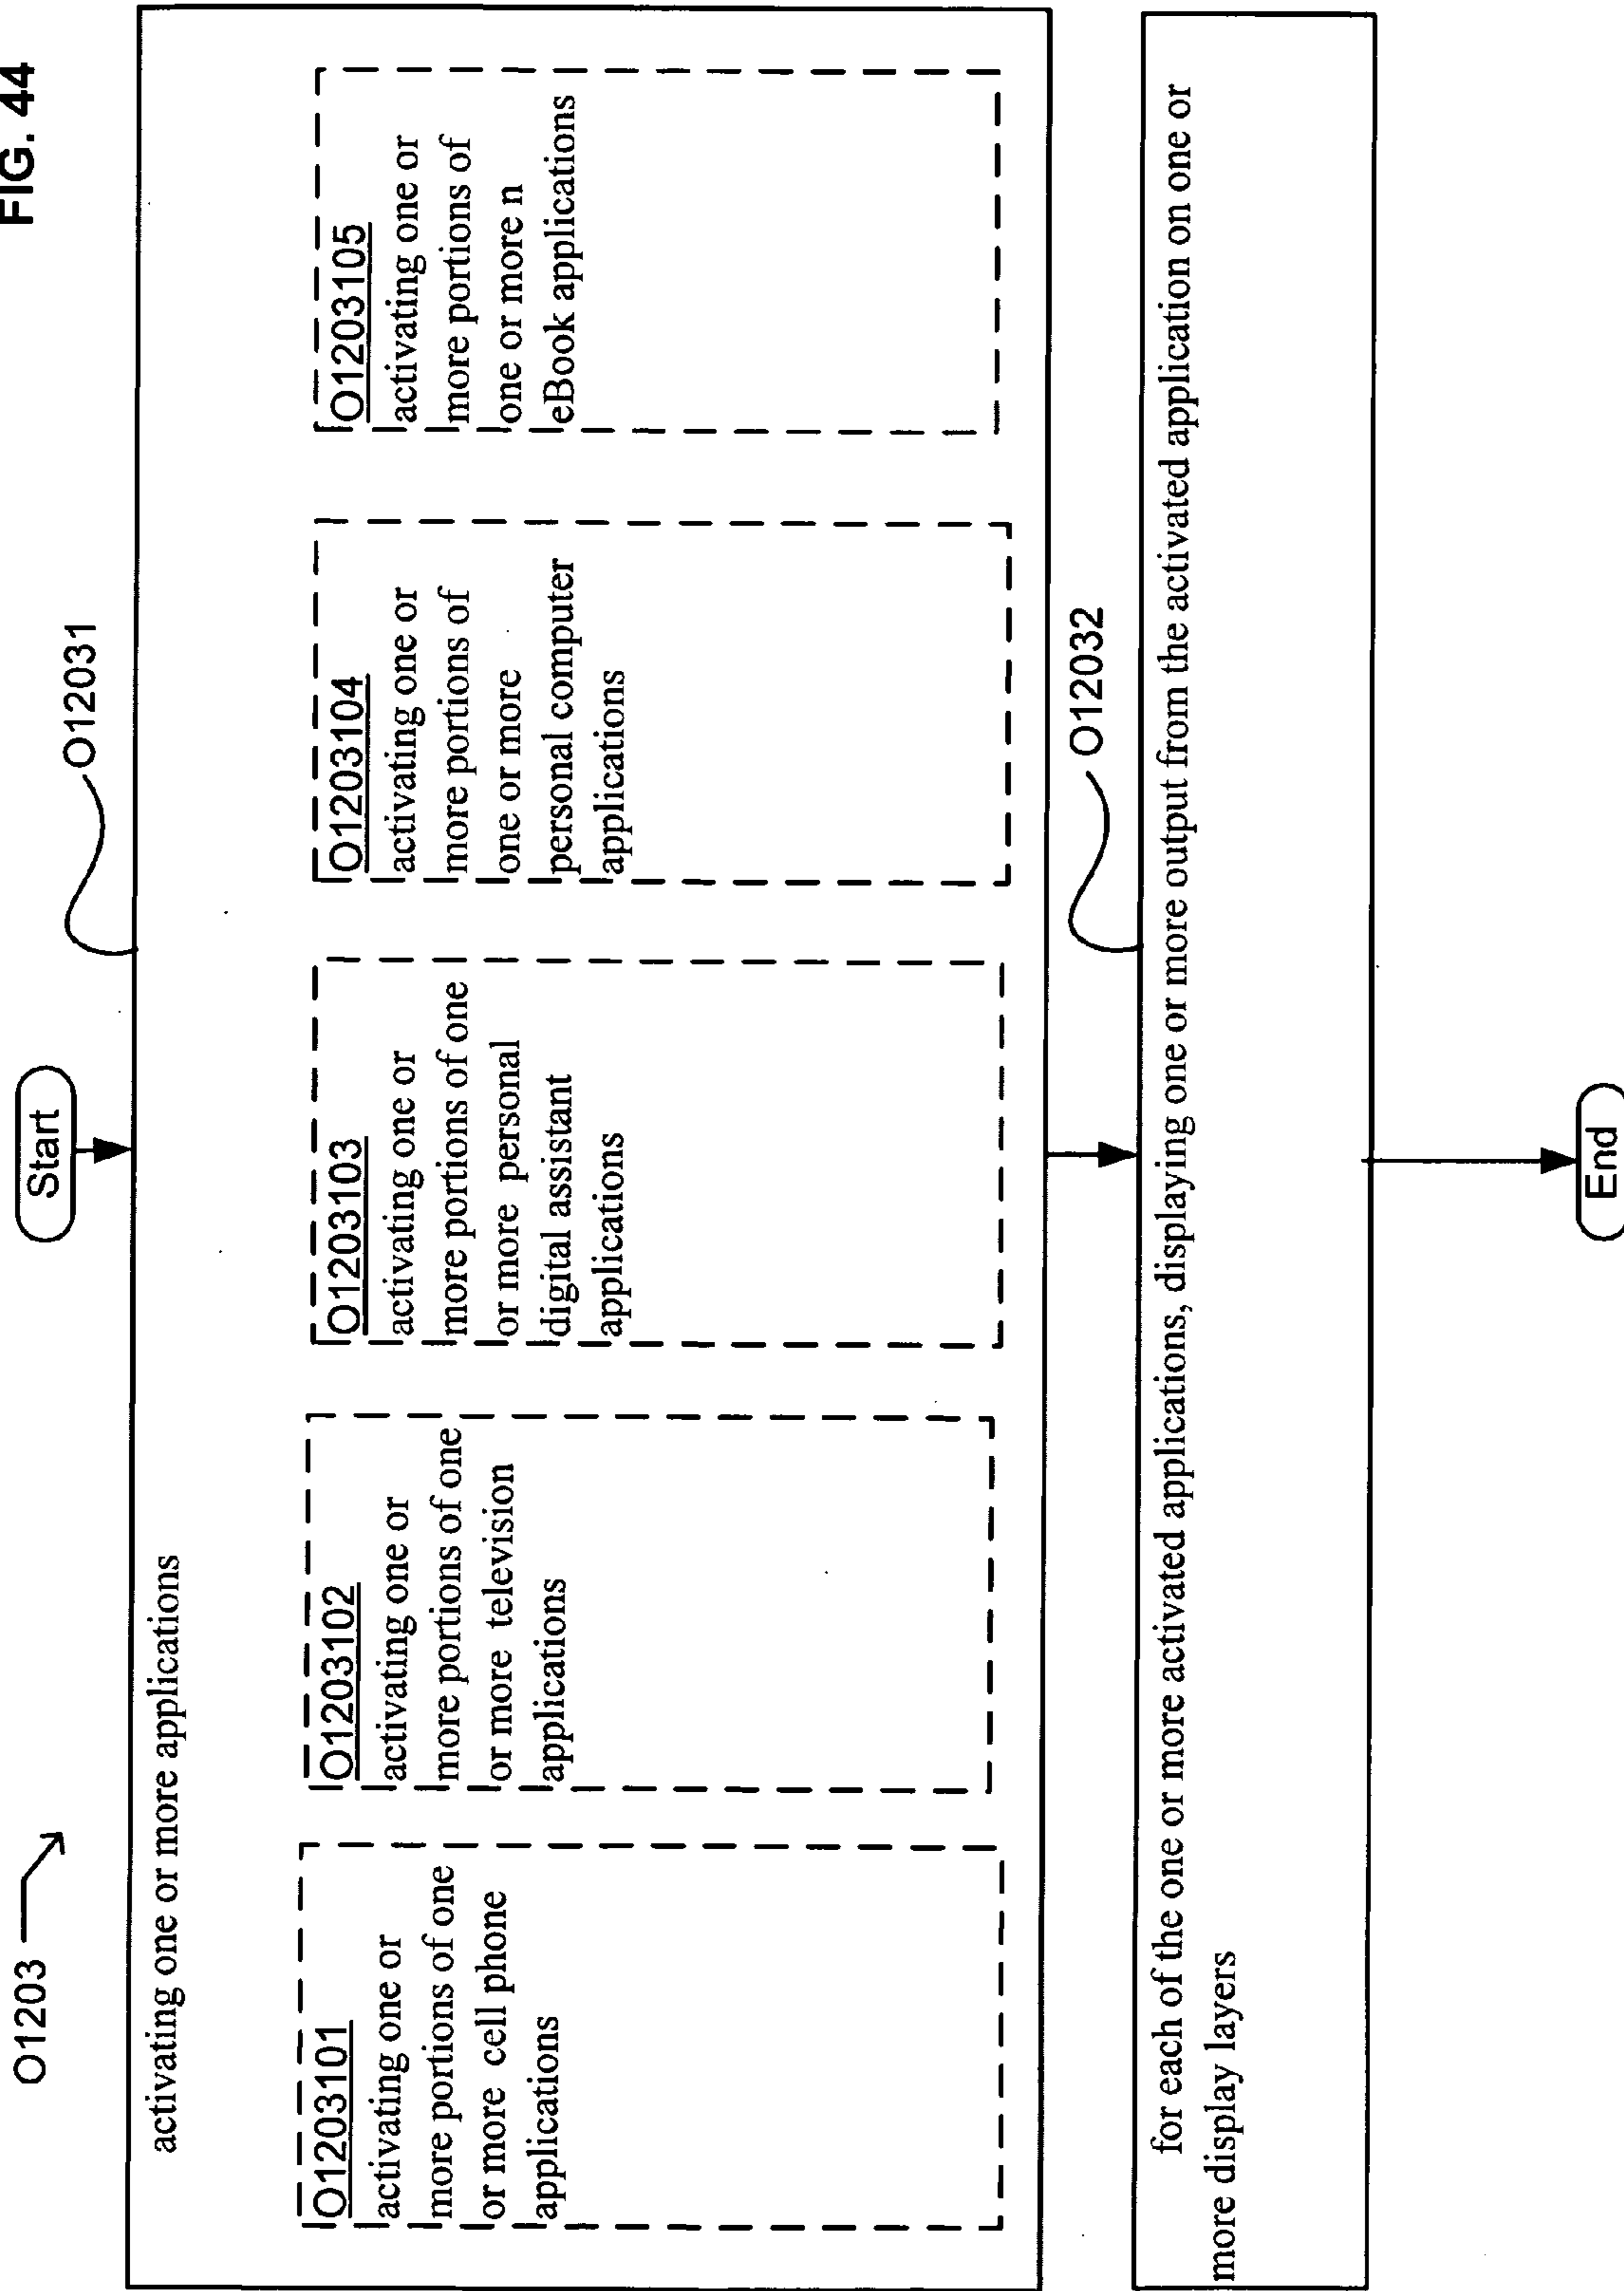 FIG. 44
O1203
Start
O12031
activating one or more applications
O1203101
activating one or
more portions of one
or more cell phone
applications
O1203102
activating one or
more portions of one
or more television
applications
O1203103
activating one or
more portions of one
or more personal
digital assistant
applications
O1203104
activating one or
more portions of
one or more
personal computer
applications
O1203105
activating one or
more portions of
one or more n
eBook applications
O12032
for each of the one or more activated applications, displaying one or more output from the activated application on one or
more display layers
End